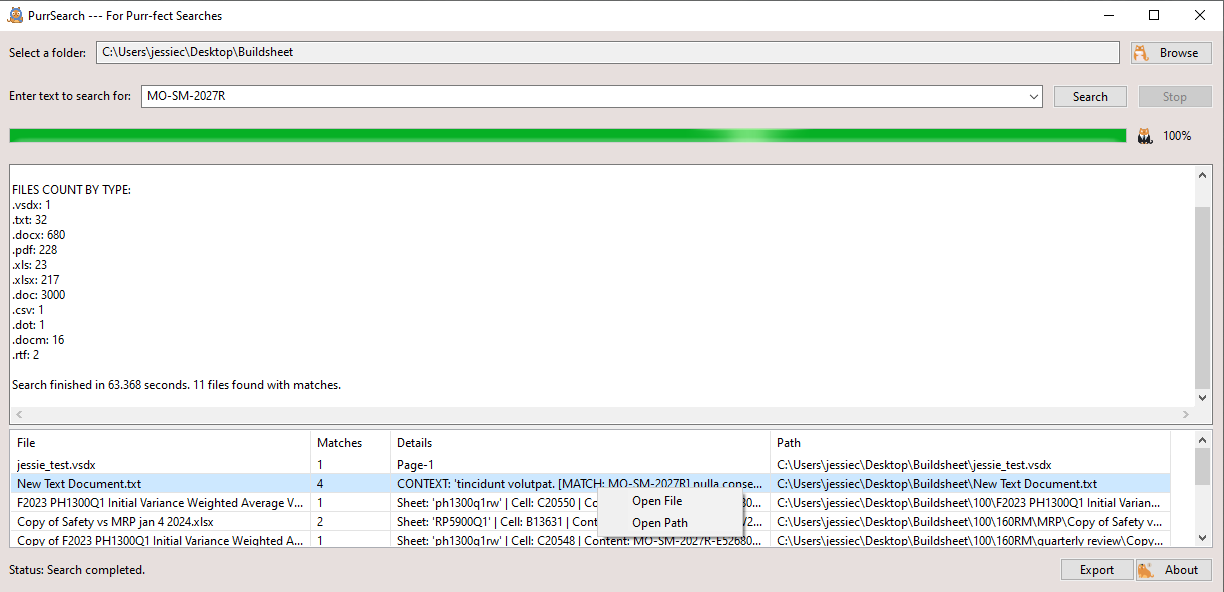 PurrSearch --- For Purr-fect Searches
Select a folder: C:\Users\jessiec\Desktop\Buildsheet Browse
Enter text to search for: MO-SM-2027R Search Stop
100%
FILES COUNT BY TYPE:
.vsdx: 1
.txt: 32
.docx: 680
.pdf: 228
.xls: 23
.xlsx: 217
.doc: 3000
.csv: 1
.dot: 1
.docm: 16
.rtf: 2
Search finished in 63.368 seconds. 11 files found with matches.
File Matches Details Path
jessie_test.vsdx 1 Page-1 C:\Users\jessiec\Desktop\Buildsheet\jessie_test.vsdx
New Text Document.txt 4 CONTEXT: 'tincidunt volutpat. [MATCH: MO-SM-2027R] nulla conse... C:\Users\jessiec\Desktop\Buildsheet\New Text Document.txt
Open File
F2023 PH1300Q1 Initial Variance Weighted Average V... 1 Sheet: 'ph1300q1rw' | Cell: C20550 | C:\Users\jessiec\Desktop\Buildsheet\100\F2023 PH1300Q1 Initial Varian...
Open Path
Copy of Safety vs MRP jan 4 2024.xlsx 2 Sheet: 'RP5900Q1' | Cell: B13631 | C:\Users\jessiec\Desktop\Buildsheet\100\160RM\MRP\Copy of Safety v...
Copy of F2023 PH1300Q1 Initial Variance Weighted A... 1 Sheet: 'ph1300q1rw' | Cell: C20548 | Content: MO-SM-2027R-E52680... C:\Users\jessiec\Desktop\Buildsheet\100\160RM\quarterly review\Copy...
Status: Search completed. Export About